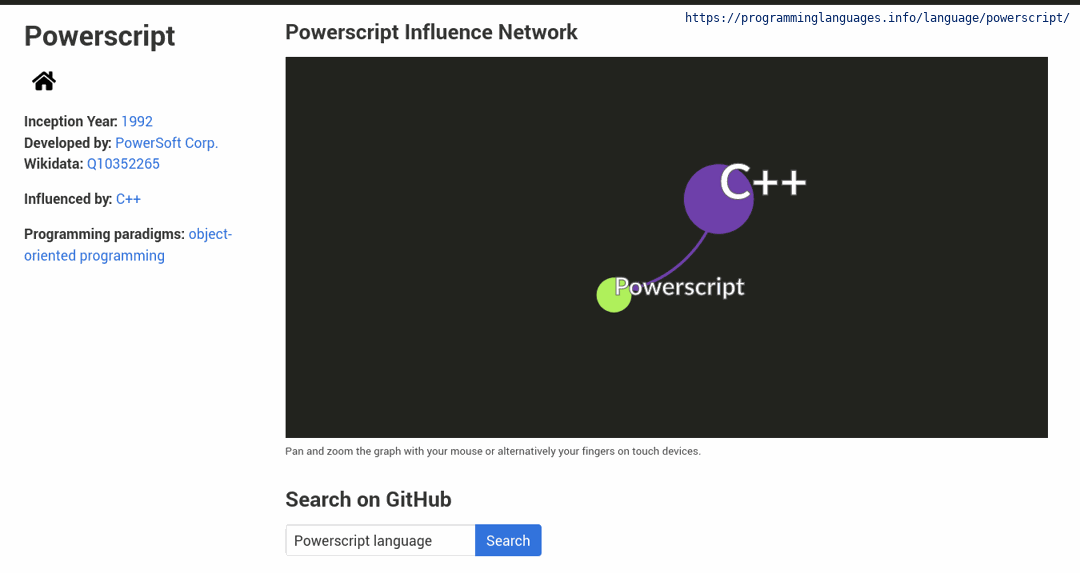 https://programminglanguages.info/language/powerscript/
Powerscript
Inception Year: 1992
Developed by: PowerSoft Corp.
Wikidata: Q10352265
Influenced by: C++
Programming paradigms: object-
oriented programming
Powerscript Influence Network
C++
Powerscript
Pan and zoom the graph with your mouse or alternatively your fingers on touch devices.
Search on GitHub
Powerscript language
Search